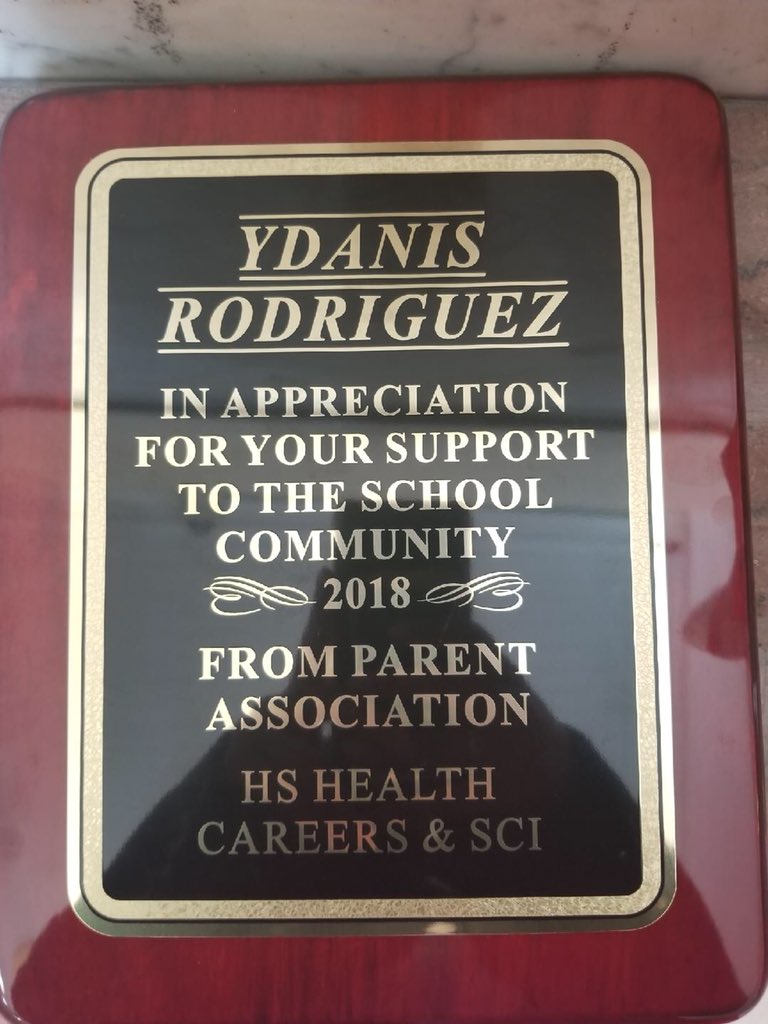 YDANIS
RODRIGUEZ
IN APPRECIATION
FOR YOUR SUPPORT
TO THE SCHOOL
COMMUNITY
2018
FROM PARENT
ASSOCIATION
HS HEALTH
CAREERS & SCI